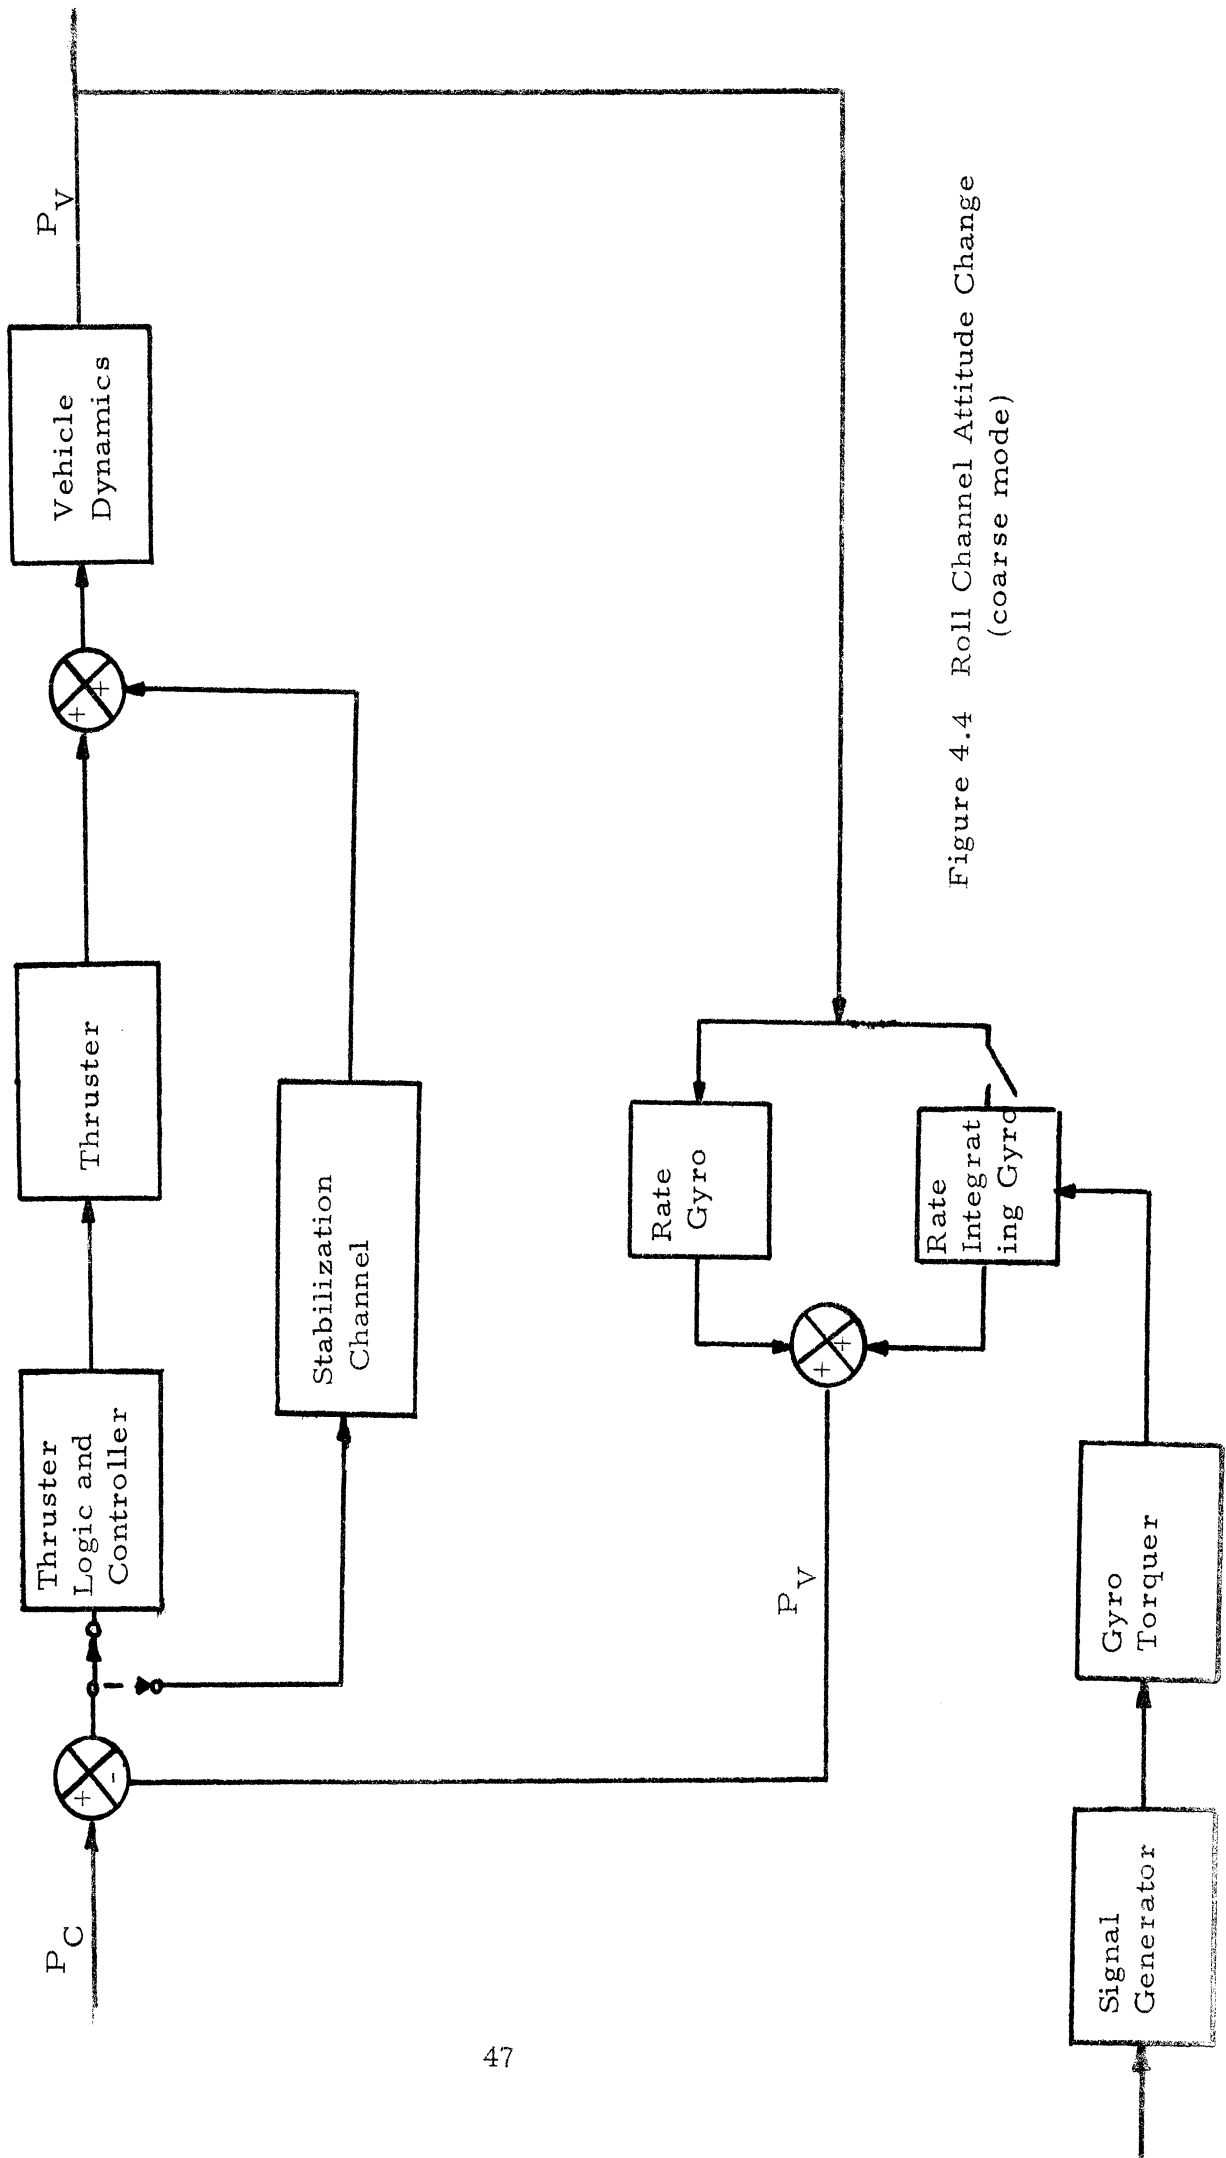 P_C
+
-
Thruster
Logic and
Controller
Thruster
+
+
Vehicle
Dynamics
P_V
Stabilization
Channel
Rate
Gyro
+
+
P_V
Rate
Integrat
ing Gyro
Signal
Generator
Gyro
Torquer
Figure 4.4 Roll Channel Attitude Change
(coarse mode)
47